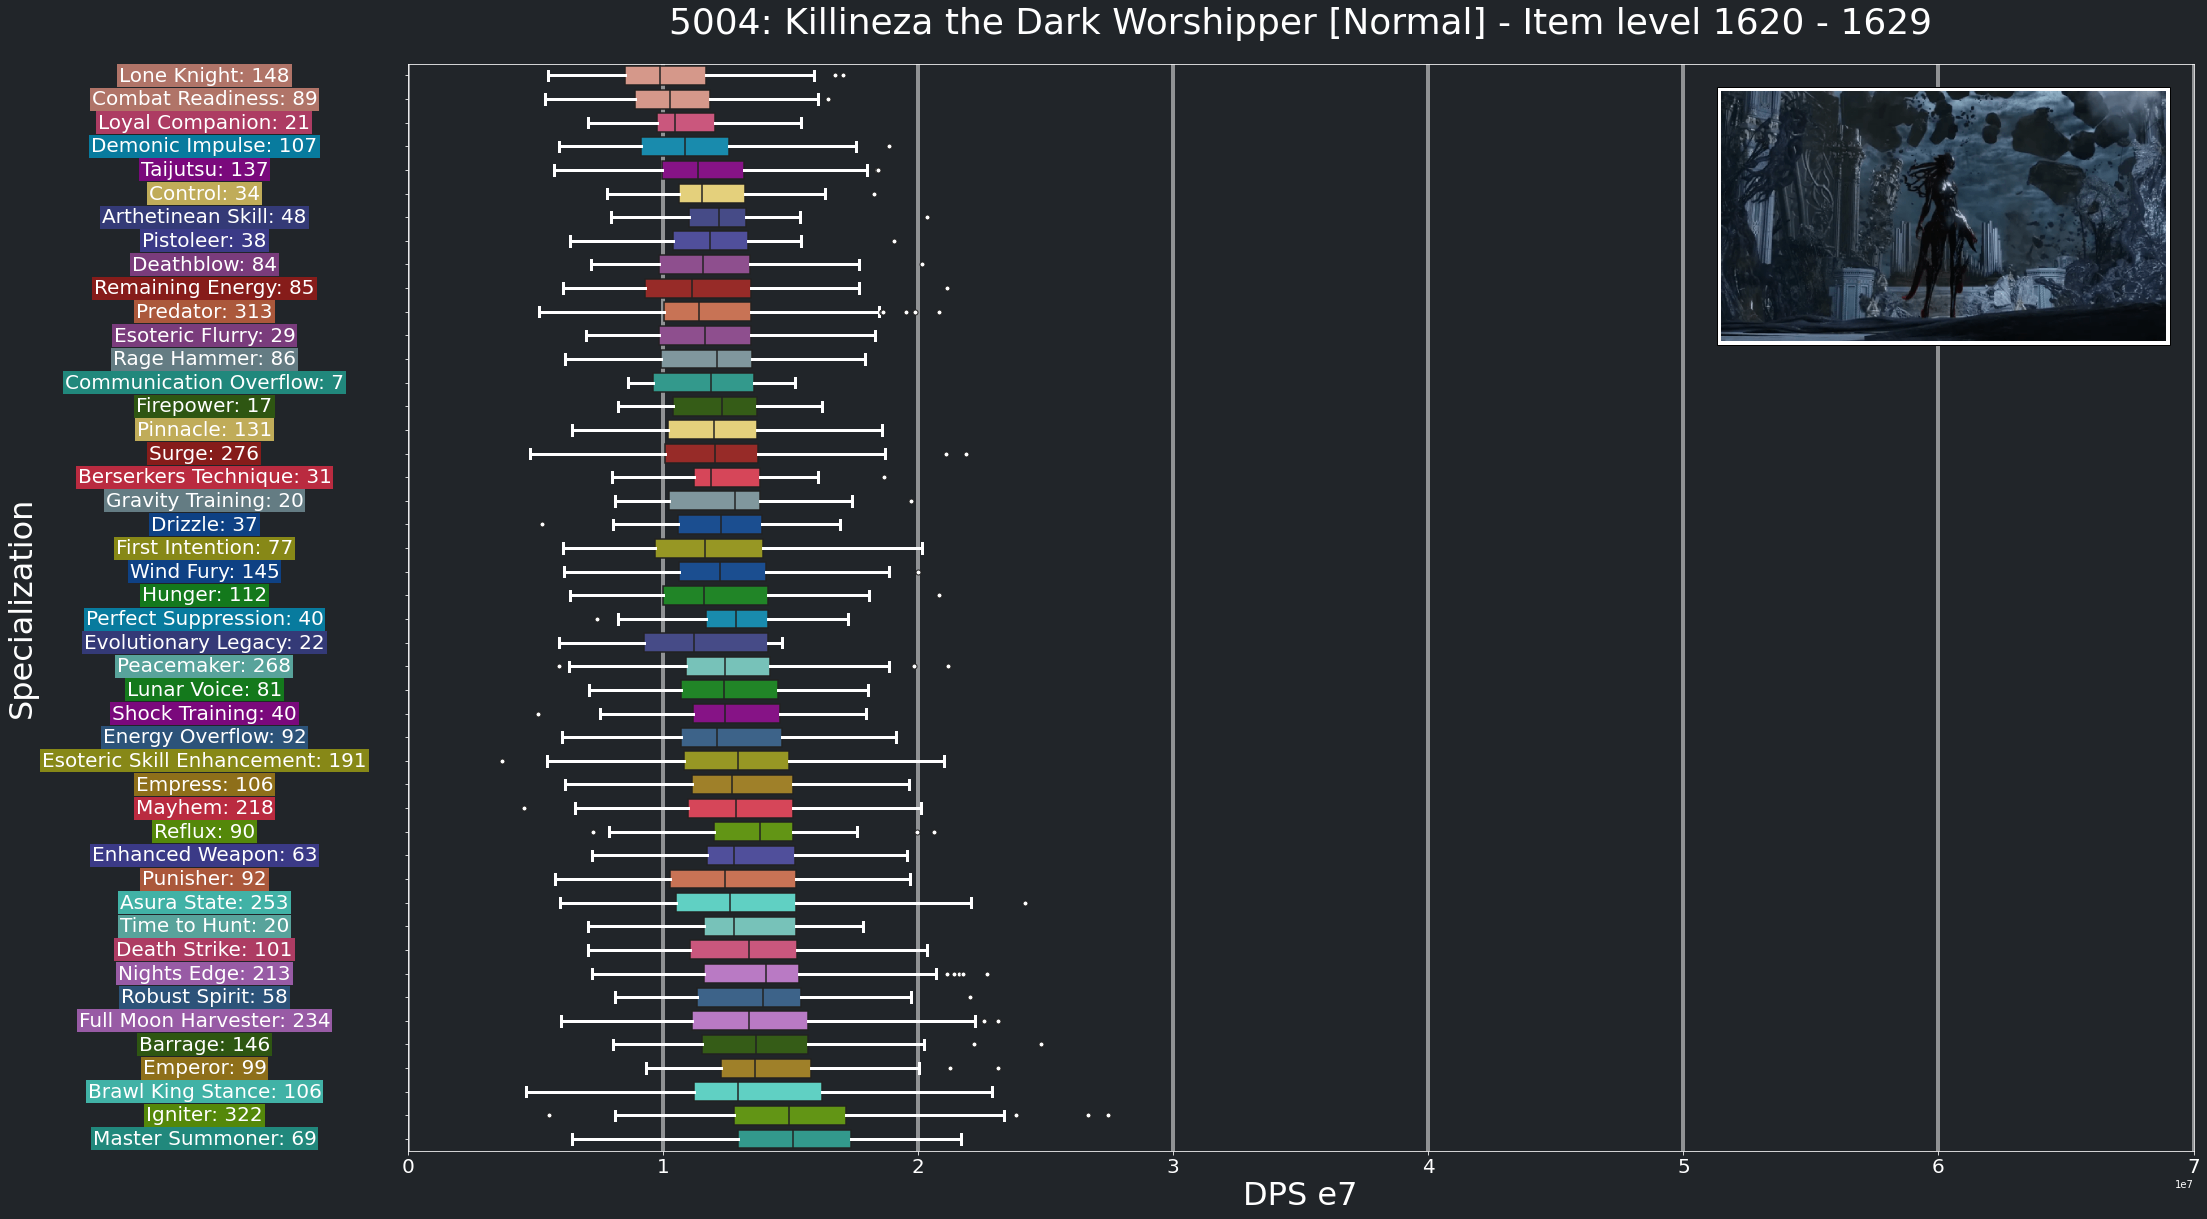 5004: Killineza the Dark Worshipper [Normal] - Item level 1620 - 1629
Specialization
Lone Knight: 148
Combat Readiness: 89
Loyal Companion: 21
Demonic Impulse: 107
Taijutsu: 137
Control: 34
Arthetinean Skill: 48
Pistoleer: 38
Deathblow: 84
Remaining Energy: 85
Predator: 313
Esoteric Flurry: 29
Rage Hammer: 86
Communication Overflow: 7
Firepower: 17
Pinnacle: 131
Surge: 276
Berserkers Technique: 31
Gravity Training: 20
Drizzle: 37
First Intention: 77
Wind Fury: 145
Hunger: 112
Perfect Suppression: 40
Evolutionary Legacy: 22
Peacemaker: 268
Lunar Voice: 81
Shock Training: 40
Energy Overflow: 92
Esoteric Skill Enhancement: 191
Empress: 106
Mayhem: 218
Reflux: 90
Enhanced Weapon: 63
Punisher: 92
Asura State: 253
Time to Hunt: 20
Death Strike: 101
Nights Edge: 213
Robust Spirit: 58
Full Moon Harvester: 234
Barrage: 146
Emperor: 99
Brawl King Stance: 106
Igniter: 322
Master Summoner: 69
0 1 2 3 4 5 6 7
1e7
DPS e7